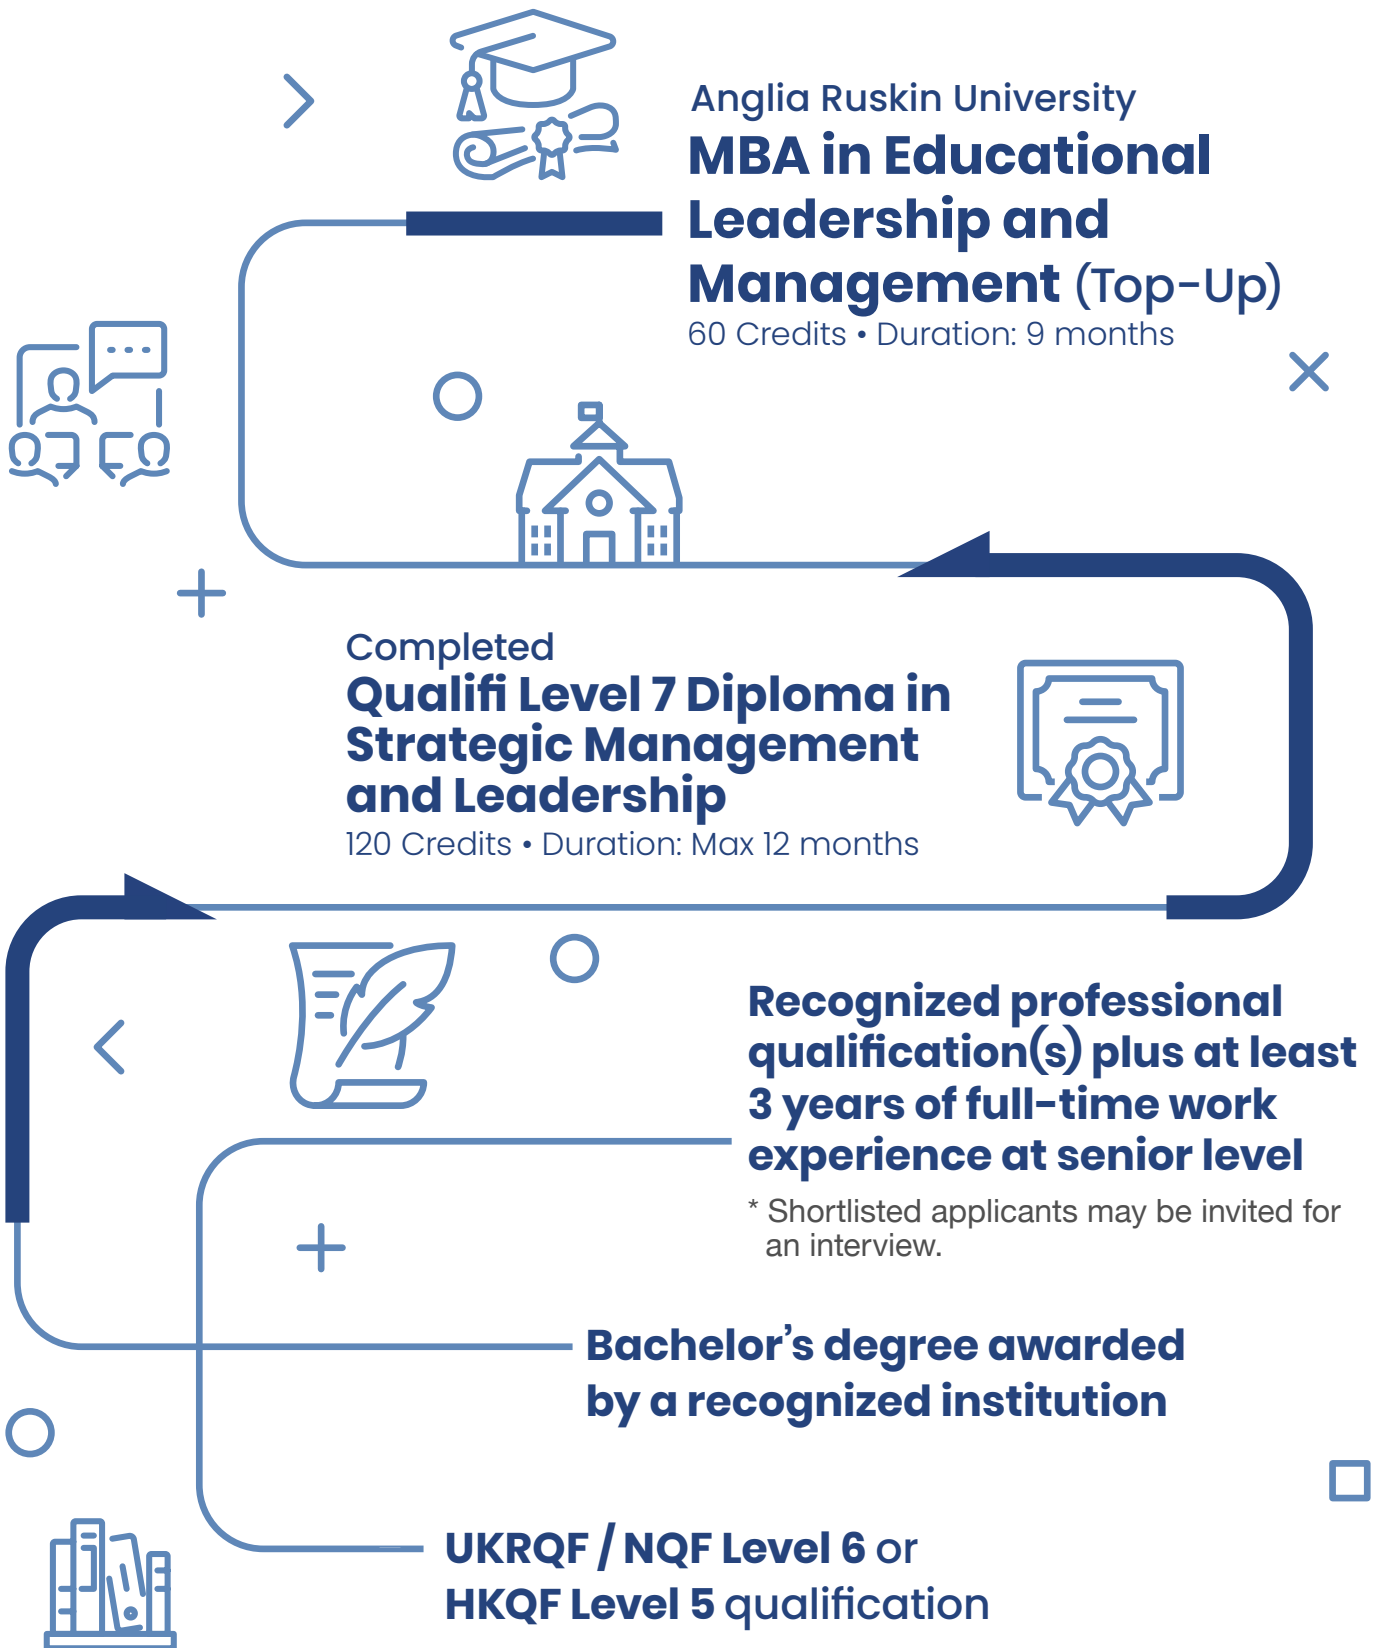 Anglia Ruskin University
MBA in Educational
Leadership and
Management (Top-Up)
60 Credits • Duration: 9 months
Completed
Qualifi Level 7 Diploma in
Strategic Management
and Leadership
120 Credits • Duration: Max 12 months
Recognized professional
qualification(s) plus at least
3 years of full-time work
experience at senior level
* Shortlisted applicants may be invited for
an interview.
Bachelor’s degree awarded
by a recognized institution
UKRQF / NQF Level 6 or
HKQF Level 5 qualification